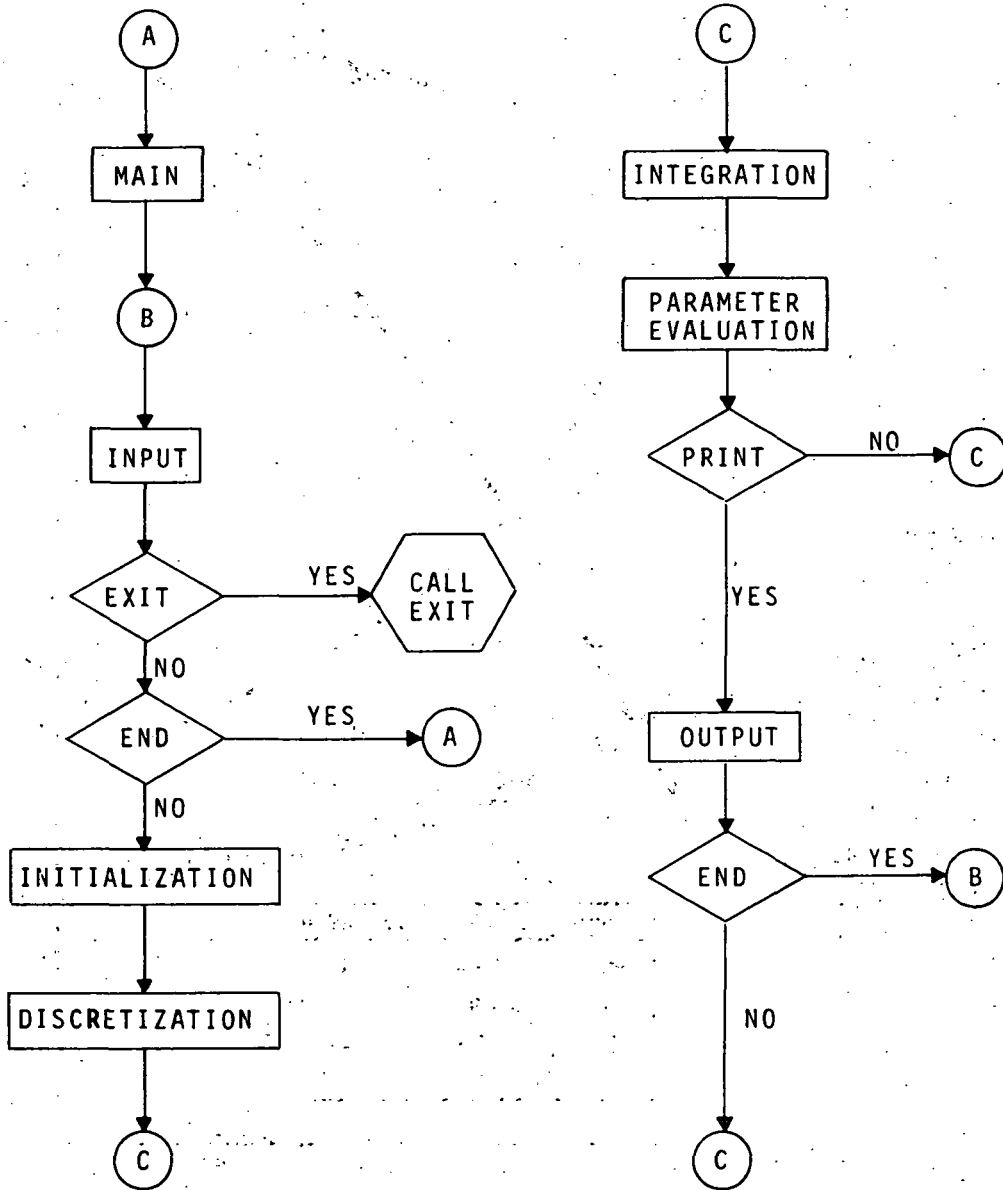 A
MAIN
B
INPUT
EXIT
YES
CALL
EXIT
NO
END
YES
A
NO
INITIALIZATION
DISCRETIZATION
C
C
INTEGRATION
PARAMETER
EVALUATION
PRINT
NO
C
YES
OUTPUT
END
YES
B
NO
C